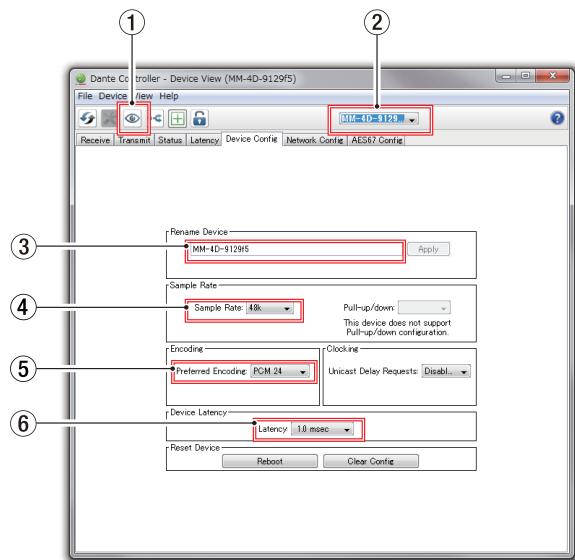 ① ②
Dante Controller - Device View (MM-4D-9129f5)
File Device View Help
MM-4D-9129...
Receive Transmit Status Latency Device Config Network Config AES67 Config
Rename Device
③ MM-4D-9129f5 Apply
Sample Rate
④ Sample Rate: 48k Pull-up/down:
This device does not support
Pull-up/down configuration.
Encoding Clocking
⑤ Preferred Encoding: PCM 24 Unicast Delay Requests: Disabl...
Device Latency
⑥ Latency: 1.0 msec
Reset Device
Reboot Clear Config